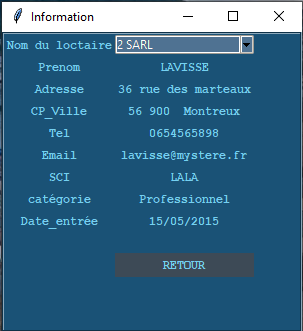 Information
Nom du loctaire 2 SARL
Prenom LAVISSE
Adresse 36 rue des marteaux
CP_Ville 56 900 Montreux
Tel 0654565898
Email lavisse@mystere.fr
SCI LALA
catégorie Professionnel
Date_entrée 15/05/2015
RETOUR